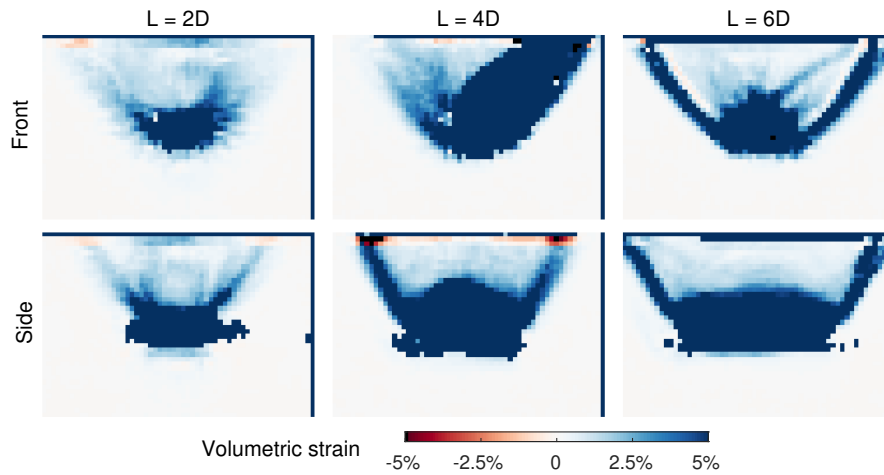 L = 2D L = 4D L = 6D
Front
Side
Volumetric strain
-5% -2.5% 0 2.5% 5%